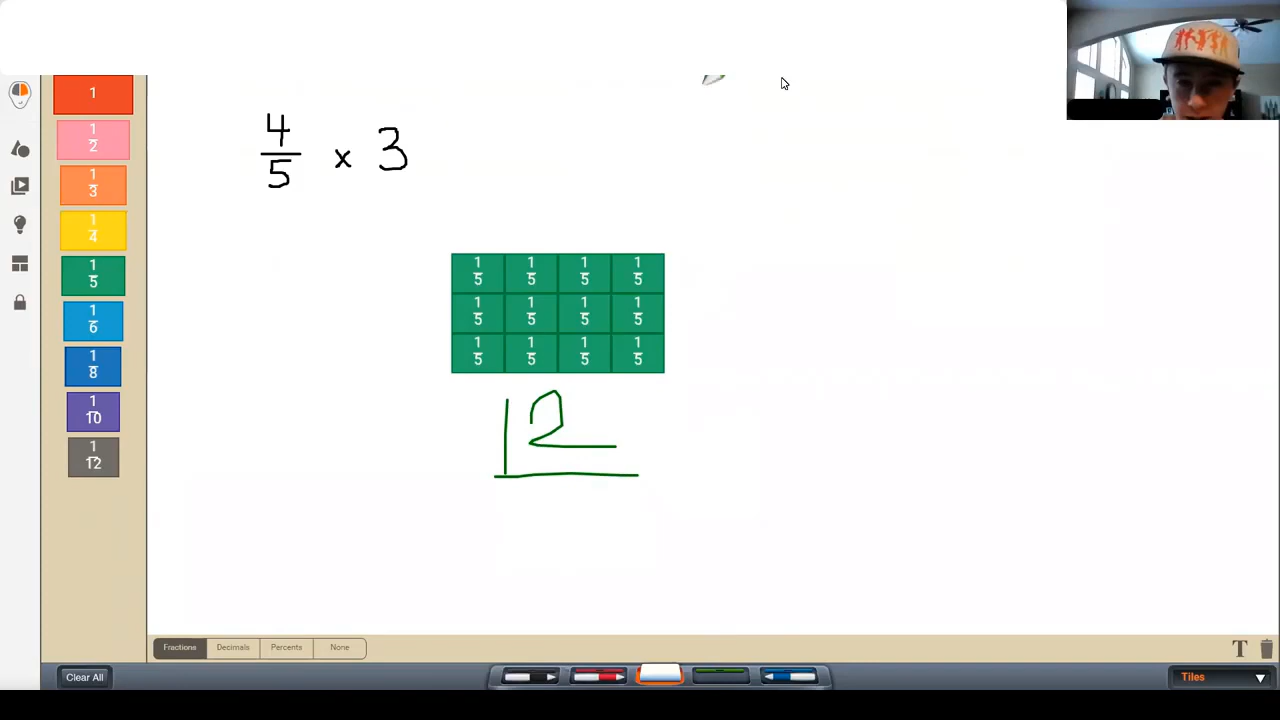 1
1/2
1/3
1/4
1/5
1/6
1/8
1/10
1/12
4/5 x 3
1/5 1/5 1/5 1/5
1/5 1/5 1/5 1/5
1/5 1/5 1/5 1/5
12
Fractions Decimals Percents None
T
Clear All
Tiles